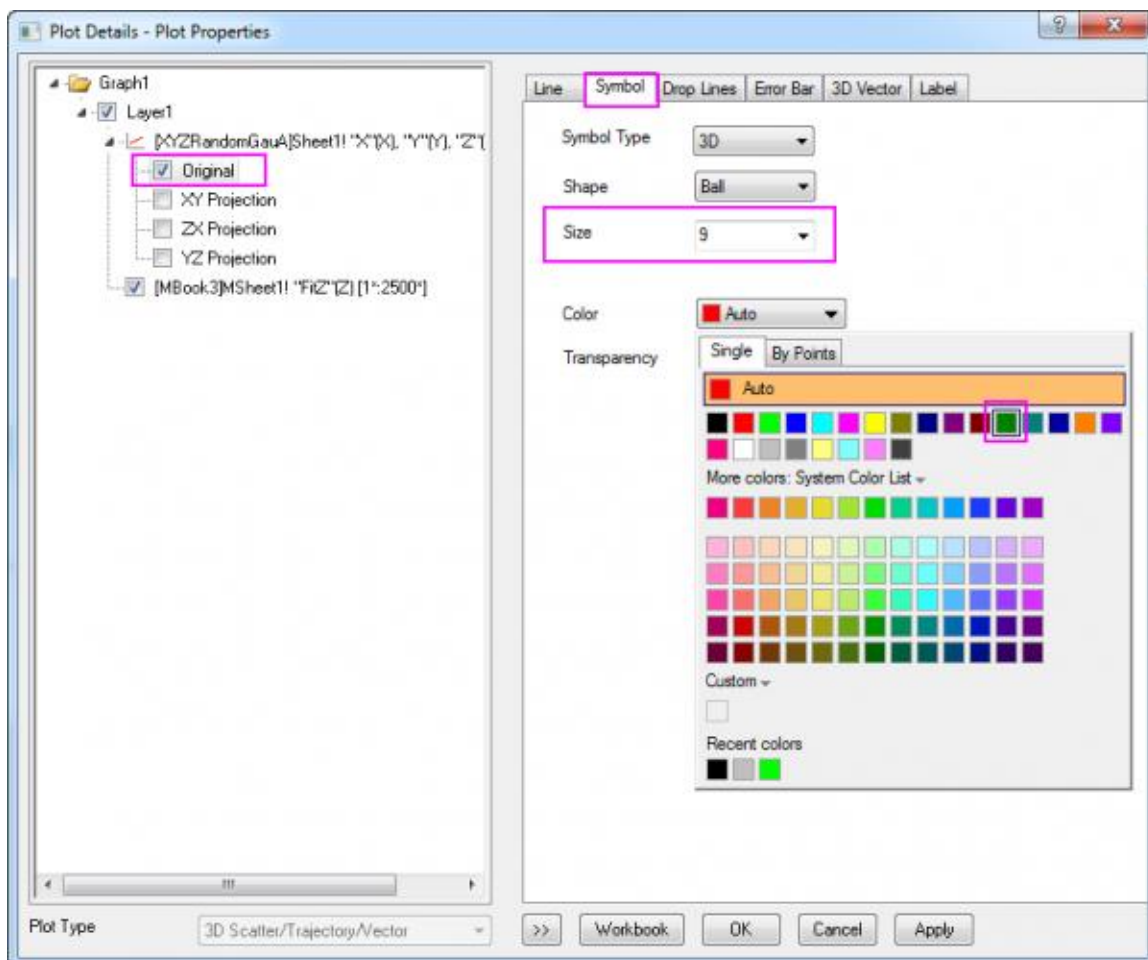 Plot Details - Plot Properties
Graph1
Layer1
[XYZRandomGauA]Sheet1! "X"(X), "Y"(Y), "Z"(
Original
XY Projection
ZX Projection
YZ Projection
[MBook3]MSheet1! "FitZ"(Z) [1*:2500*]
Plot Type
3D Scatter/Trajectory/Vector
Line
Symbol
Drop Lines
Error Bar
3D Vector
Label
Symbol Type
3D
Shape
Ball
Size
9
Color
Auto
Transparency
Single
By Points
Auto
More colors: System Color List
Custom
Recent colors
>>
Workbook
OK
Cancel
Apply